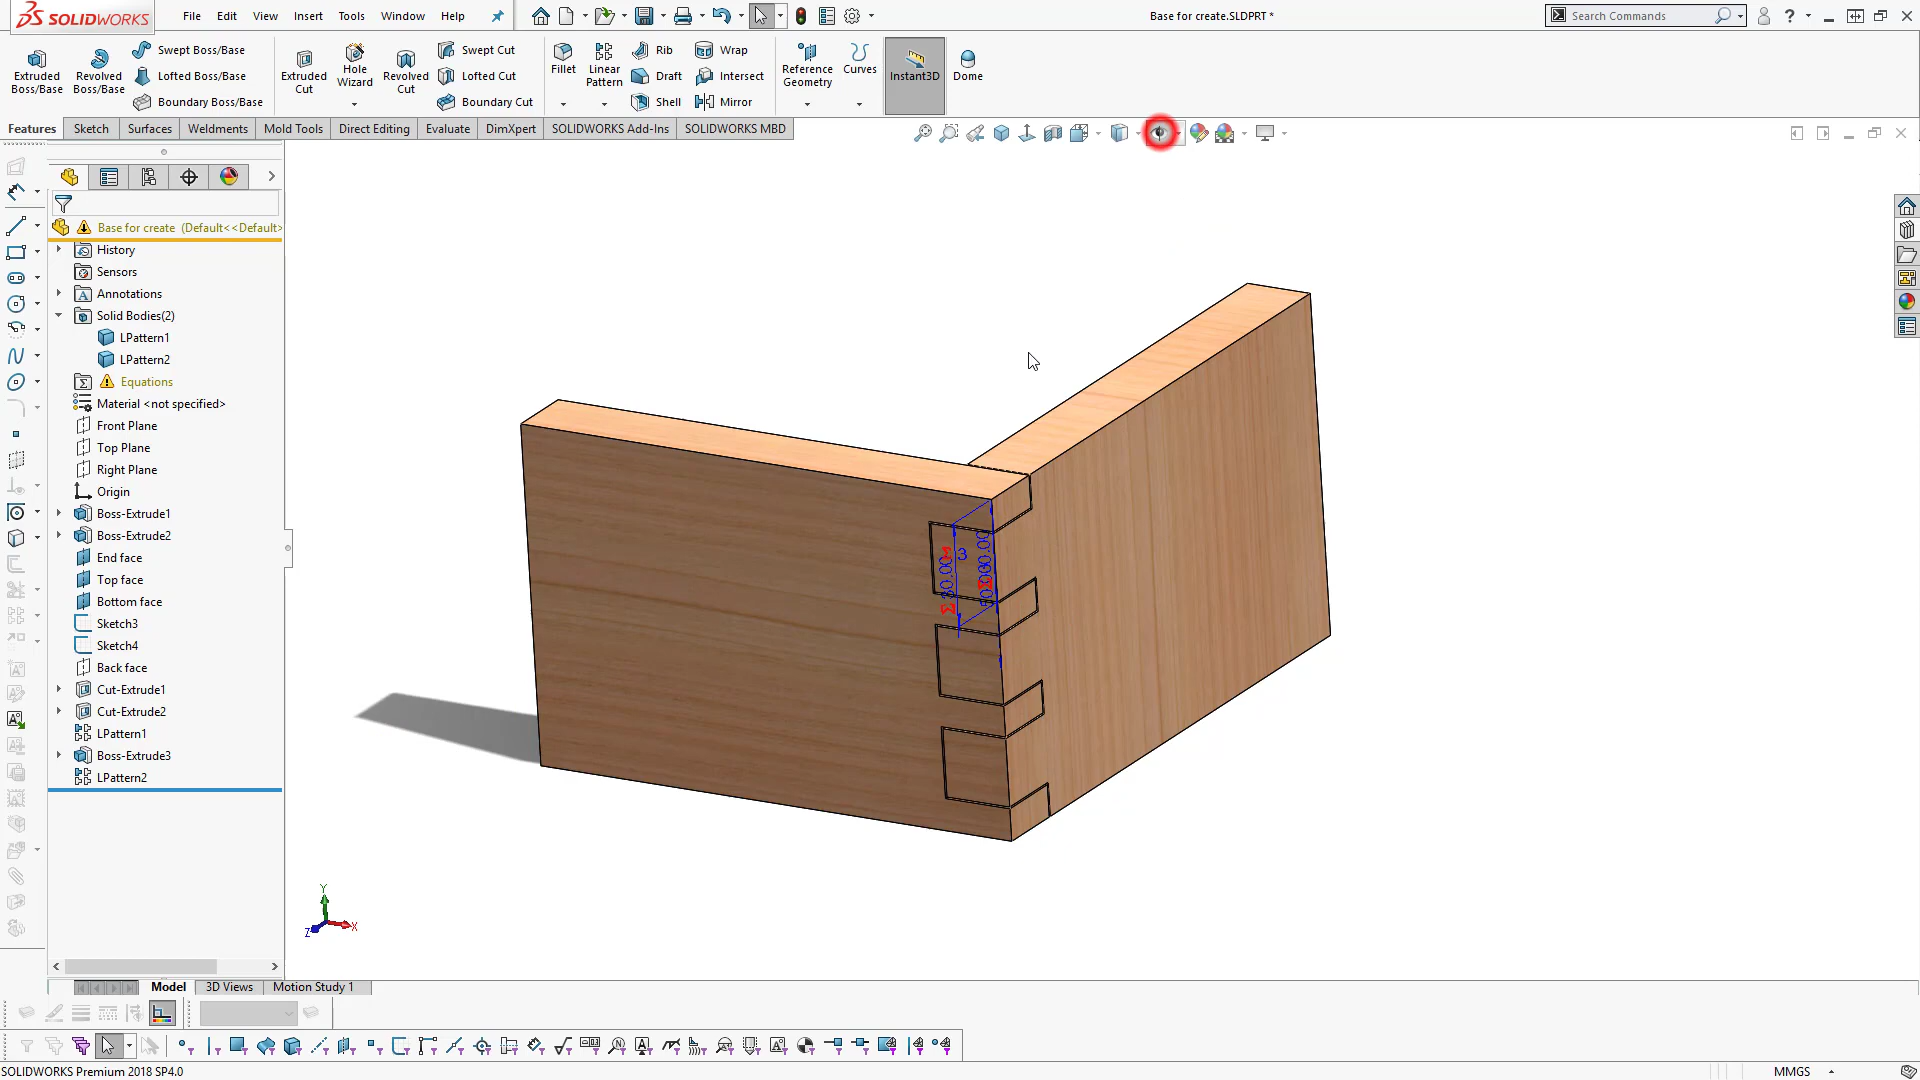 SOLIDWORKS
File Edit View Insert Tools Window Help
Base for create.SLDPRT *
Search Commands
Extruded Boss/Base
Revolved Boss/Base
Swept Boss/Base
Lofted Boss/Base
Boundary Boss/Base
Extruded Cut
Hole Wizard
Revolved Cut
Swept Cut
Lofted Cut
Boundary Cut
Fillet
Linear Pattern
Rib
Draft
Shell
Wrap
Intersect
Mirror
Reference Geometry
Curves
Instant3D
Dome
Features Sketch Surfaces Weldments Mold Tools Direct Editing Evaluate DimXpert SOLIDWORKS Add-Ins SOLIDWORKS MBD
Base for create (Default<<Default>
History
Sensors
Annotations
Solid Bodies(2)
LPattern1
LPattern2
Equations
Material <not specified>
Front Plane
Top Plane
Right Plane
Origin
Boss-Extrude1
Boss-Extrude2
End face
Top face
Bottom face
Sketch3
Sketch4
Back face
Cut-Extrude1
Cut-Extrude2
LPattern1
Boss-Extrude3
LPattern2
3
Σ 30.00
Y
X
Z
Model 3D Views Motion Study 1
SOLIDWORKS Premium 2018 SP4.0
MMGS